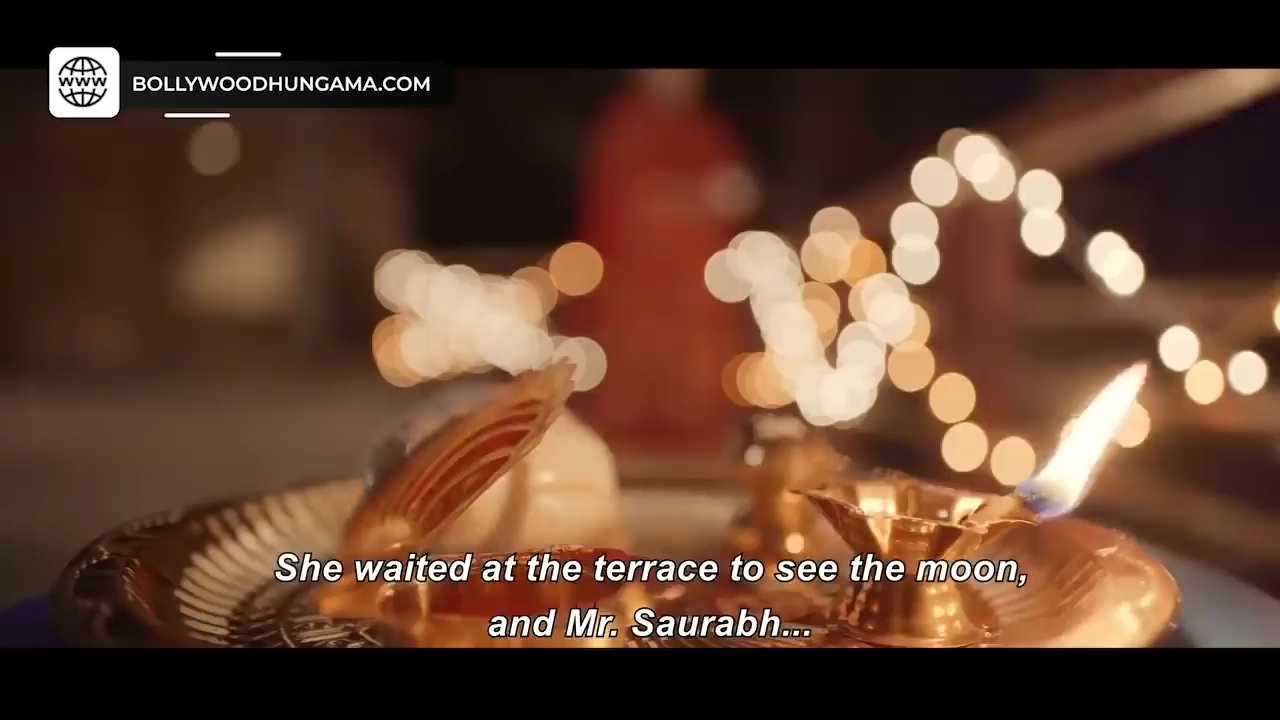 WWW
BOLLYWOODHUNGAMA.COM
She waited at the terrace to see the moon,
and Mr. Saurabh...